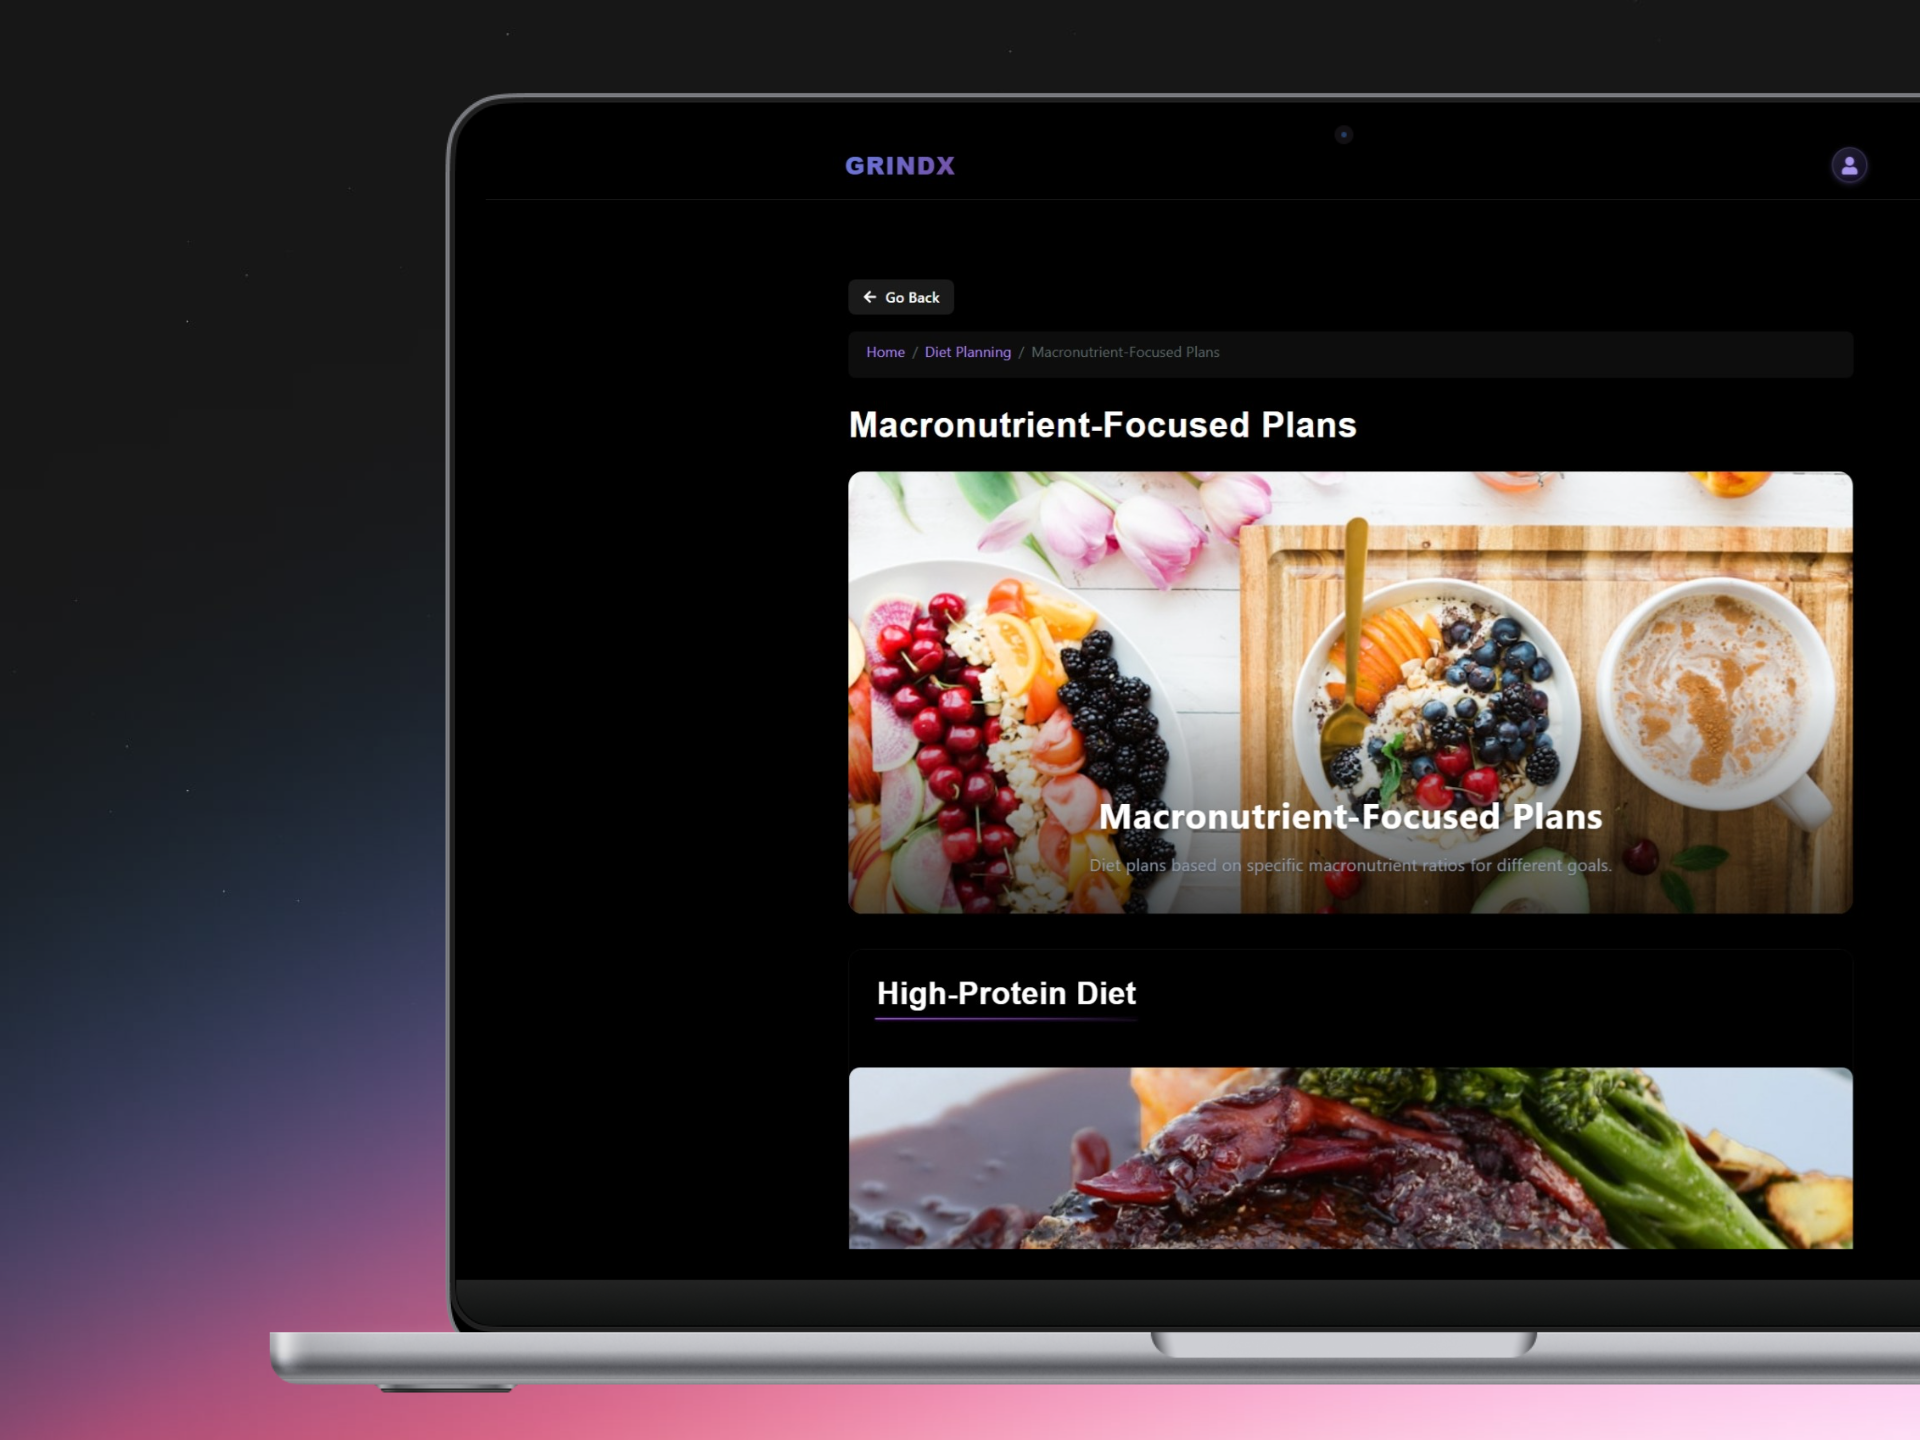 GRINDX
Go Back
Home / Diet Planning / Macronutrient-Focused Plans
Macronutrient-Focused Plans
Macronutrient-Focused Plans
Diet plans based on specific macronutrient ratios for different goals.
High-Protein Diet